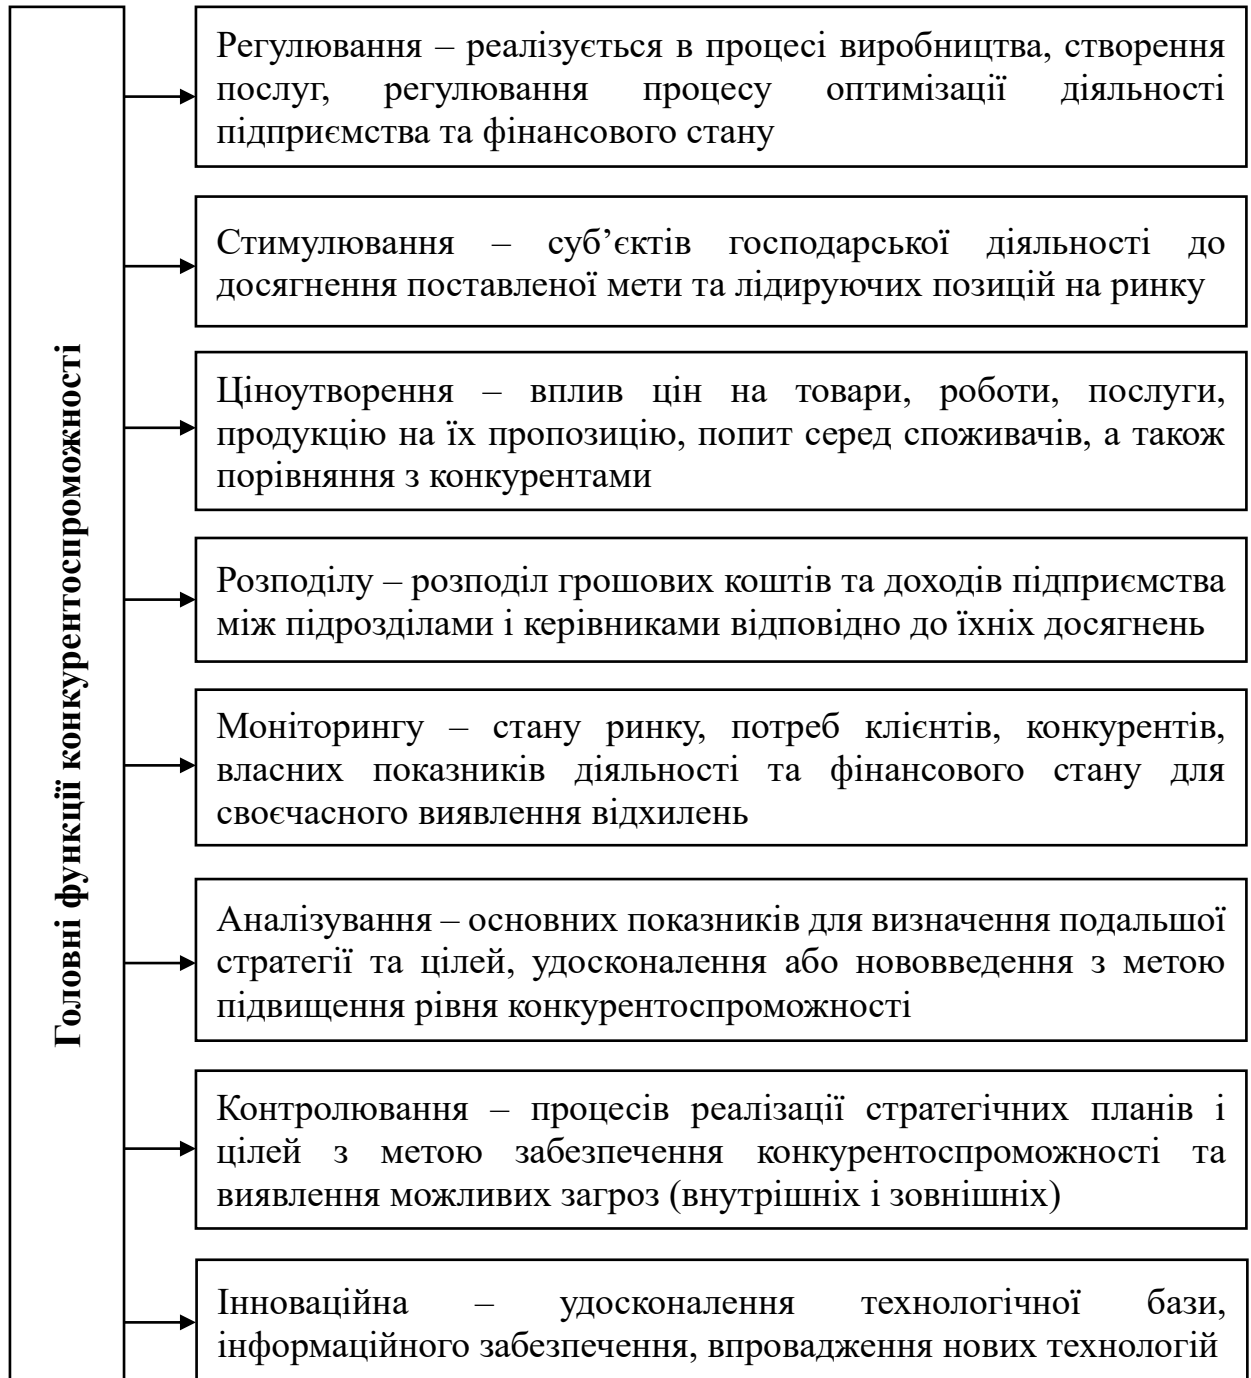 Головні функції конкурентоспроможності
Регулювання – реалізується в процесі виробництва, створення
послуг, регулювання процесу оптимізації діяльності
підприємства та фінансового стану
Стимулювання – суб’єктів господарської діяльності до
досягнення поставленої мети та лідируючих позицій на ринку
Ціноутворення – вплив цін на товари, роботи, послуги,
продукцію на їх пропозицію, попит серед споживачів, а також
порівняння з конкурентами
Розподілу – розподіл грошових коштів та доходів підприємства
між підрозділами і керівниками відповідно до їхніх досягнень
Моніторингу – стану ринку, потреб клієнтів, конкурентів,
власних показників діяльності та фінансового стану для
своєчасного виявлення відхилень
Аналізування – основних показників для визначення подальшої
стратегії та цілей, удосконалення або нововведення з метою
підвищення рівня конкурентоспроможності
Контролювання – процесів реалізації стратегічних планів і
цілей з метою забезпечення конкурентоспроможності та
виявлення можливих загроз (внутрішніх і зовнішніх)
Інноваційна – удосконалення технологічної бази,
інформаційного забезпечення, впровадження нових технологій